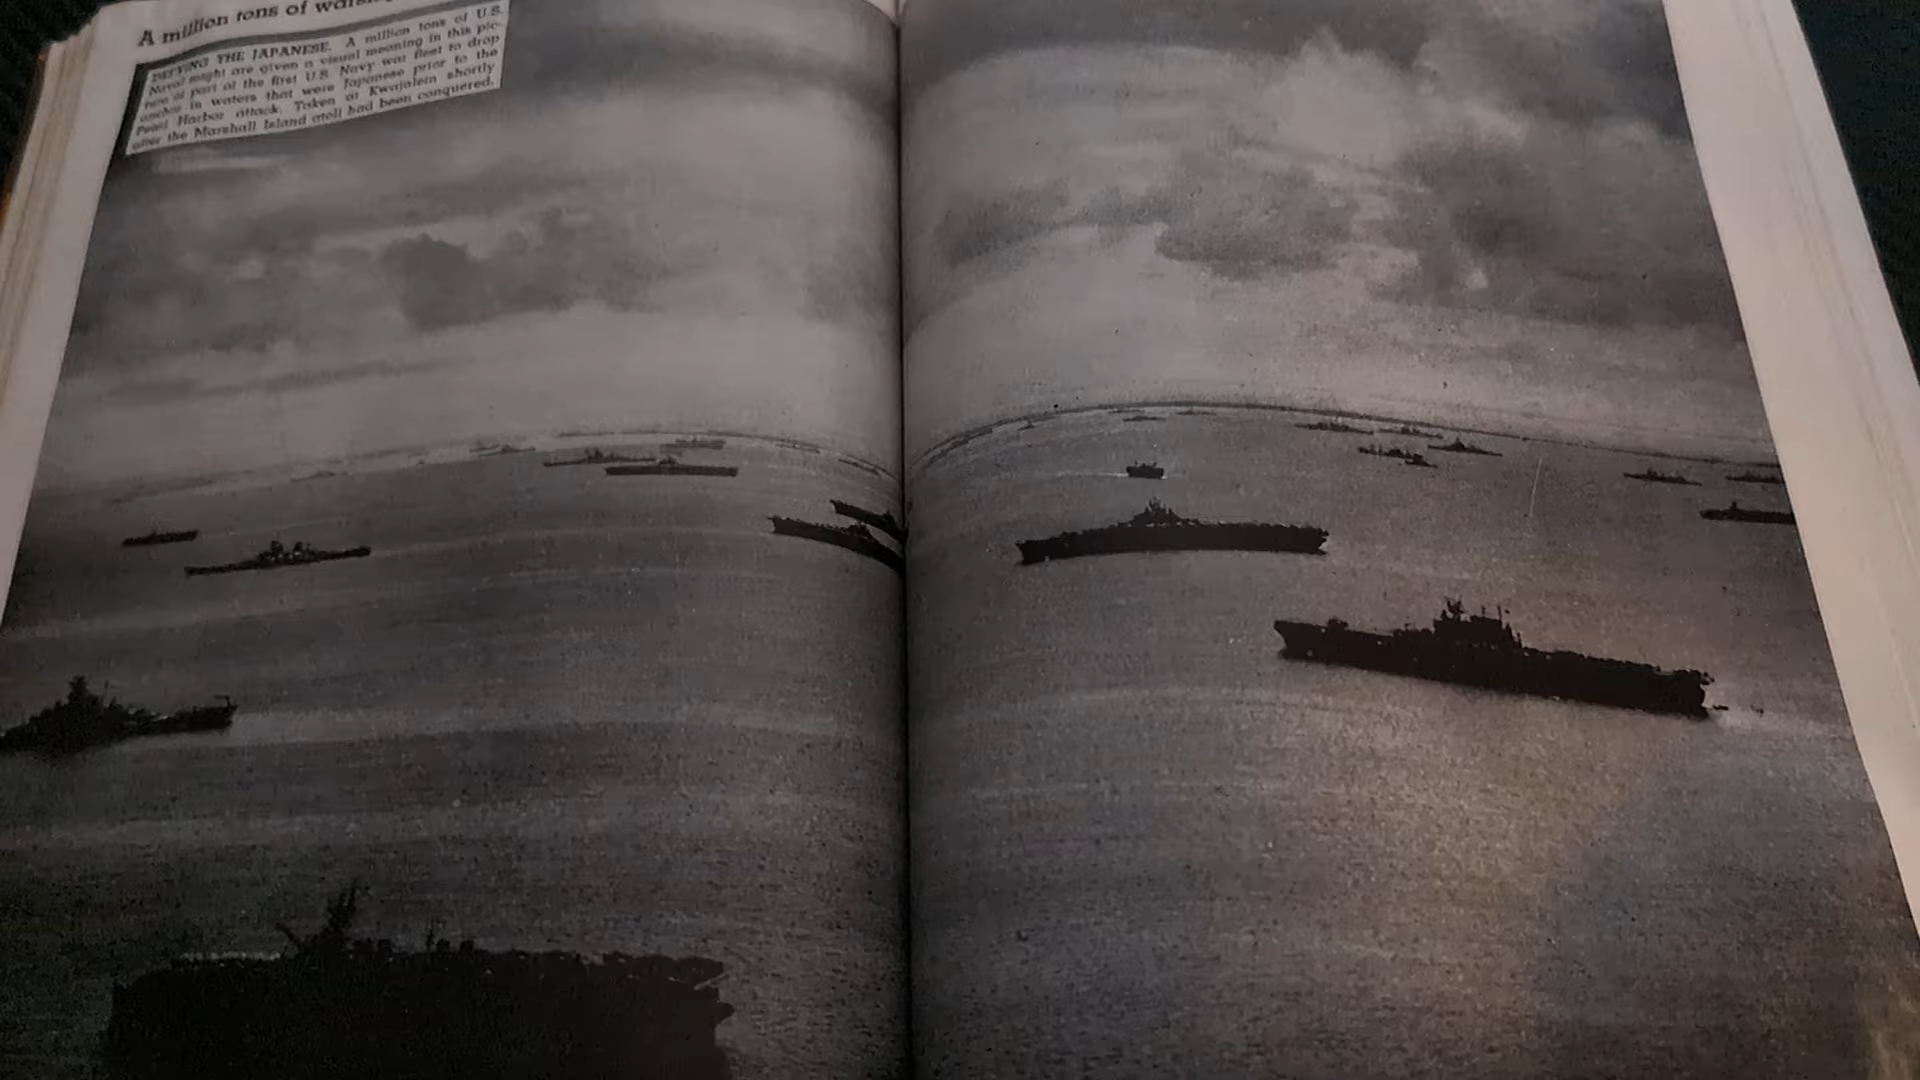 A million tons of
DEFYING THE JAPANESE. A million tons of U.S.
Naval might are given a visual meaning in this pic-
ture of part of the first U.S. Navy war fleet to drop
anchor in waters that were Japanese prior to the
Pearl Harbor attack. Taken at Kwajalein shortly
after the Marshall Island atoll had been conquered.